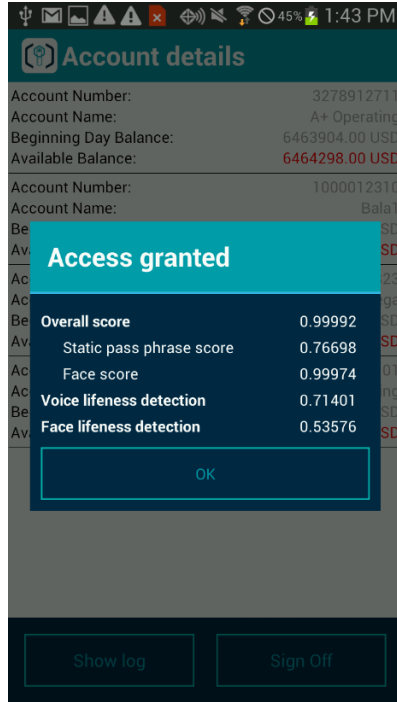 45% 1:43 PM
Account details
Account Number: 3278912711
Account Name: A+ Operating
Beginning Day Balance: 6463904.00 USD
Available Balance: 6464298.00 USD
Account Number: 1000012310
Account Name: Bala1
Access granted
Overall score 0.99992
Static pass phrase score 0.76698
Face score 0.99974
Voice lifeness detection 0.71401
Face lifeness detection 0.53576
OK
Show log Sign Off